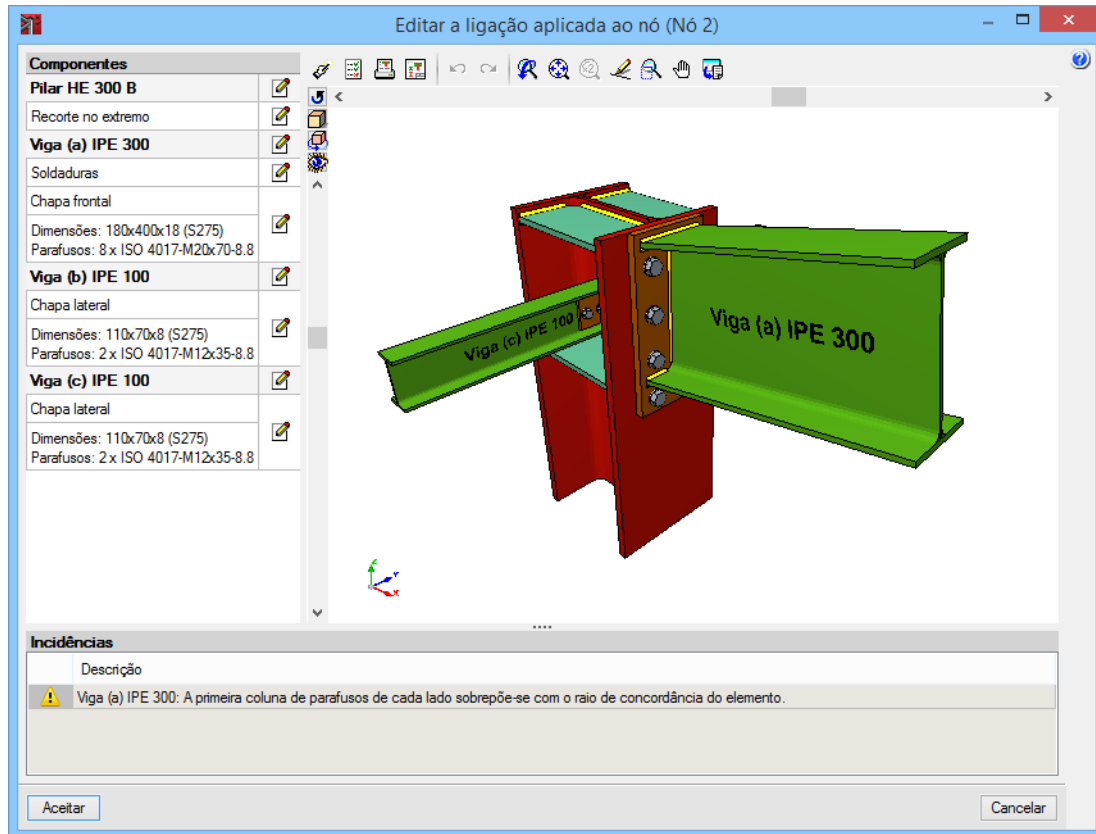 Editar a ligação aplicada ao nó (Nó 2)
Componentes
Pilar HE 300 B
Recorte no extremo
Viga (a) IPE 300
Soldaduras
Chapa frontal
Dimensões: 180x400x18 (S275)
Parafusos: 8 x ISO 4017-M20x70-8.8
Viga (b) IPE 100
Chapa lateral
Dimensões: 110x70x8 (S275)
Parafusos: 2 x ISO 4017-M12x35-8.8
Viga (c) IPE 100
Chapa lateral
Dimensões: 110x70x8 (S275)
Parafusos: 2 x ISO 4017-M12x35-8.8
Viga (c) IPE 100
Viga (a) IPE 300
Z
Y
X
Incidências
Descrição
Viga (a) IPE 300: A primeira coluna de parafusos de cada lado sobrepõe-se com o raio de concordância do elemento.
Aceitar
Cancelar